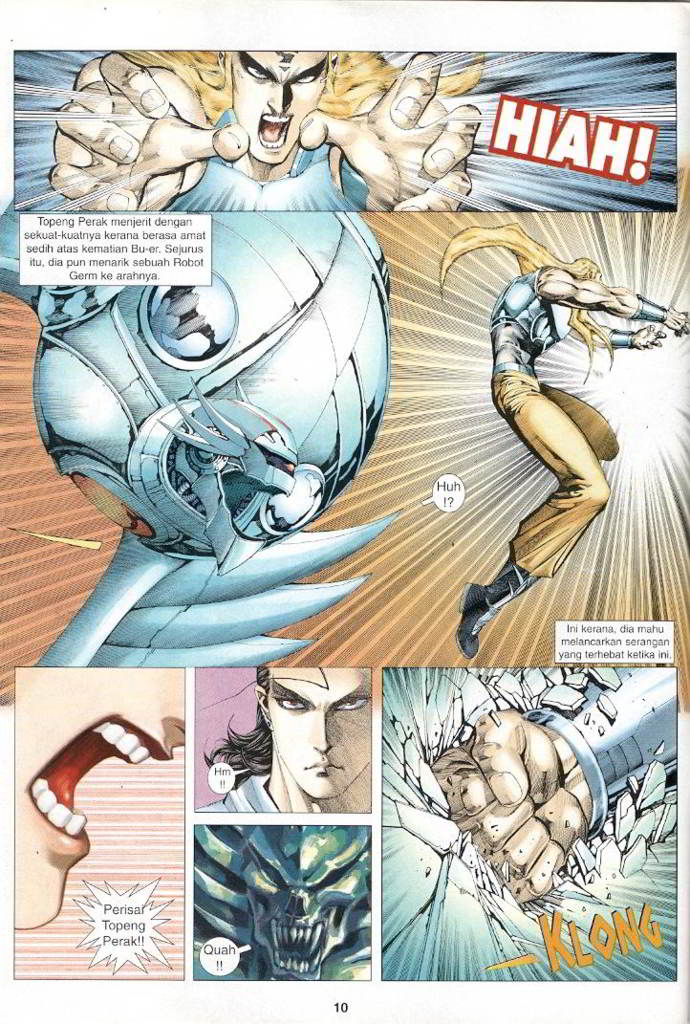 HIAH!
Topeng Perak menjerit dengan
sekuat-kuatnya kerana berasa amat
sedih atas kematian Bu-er. Sejurus
itu, dia pun menarik sebuah Robot
Germ ke arahnya.
Huh
!?
Ini kerana, dia mahu
melancarkan serangan
yang terhebat ketika ini.
Perisai
Topeng
Perak!!
Hm
!!
Quah
!!
KLONG
10